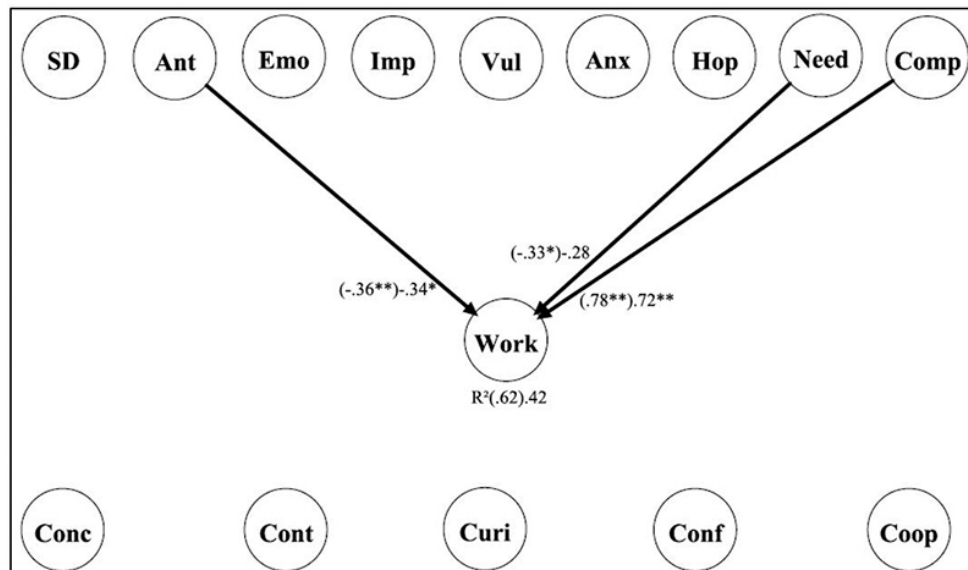 SD Ant Emo Imp Vul Anx Hop Need Comp
(-.33*)-.28
(-.36**)-.34*
(.78**).72**
Work
R²(.62).42
Conc Cont Curi Conf Coop